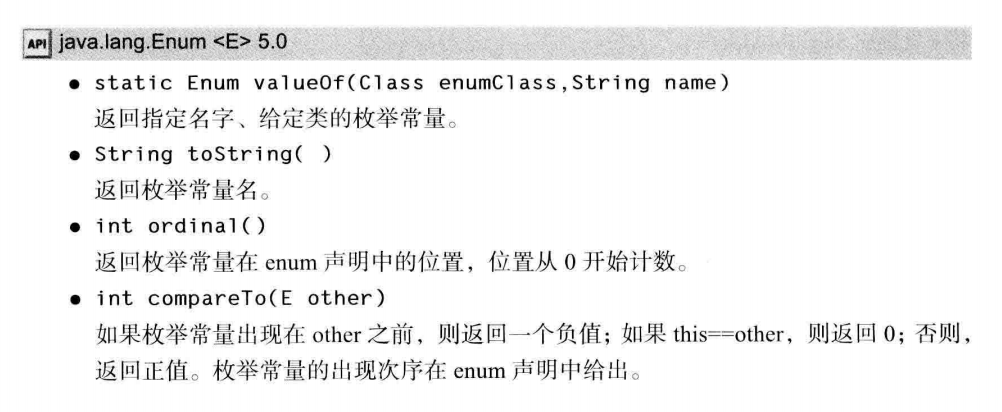 API java.lang.Enum <E> 5.0
• static Enum valueOf(Class enumClass,String name)
返回指定名字、给定类的枚举常量。
• String toString( )
返回枚举常量名。
• int ordinal()
返回枚举常量在 enum 声明中的位置，位置从 0 开始计数。
• int compareTo(E other)
如果枚举常量出现在 other 之前，则返回一个负值；如果 this==other，则返回 0；否则，
返回正值。枚举常量的出现次序在 enum 声明中给出。